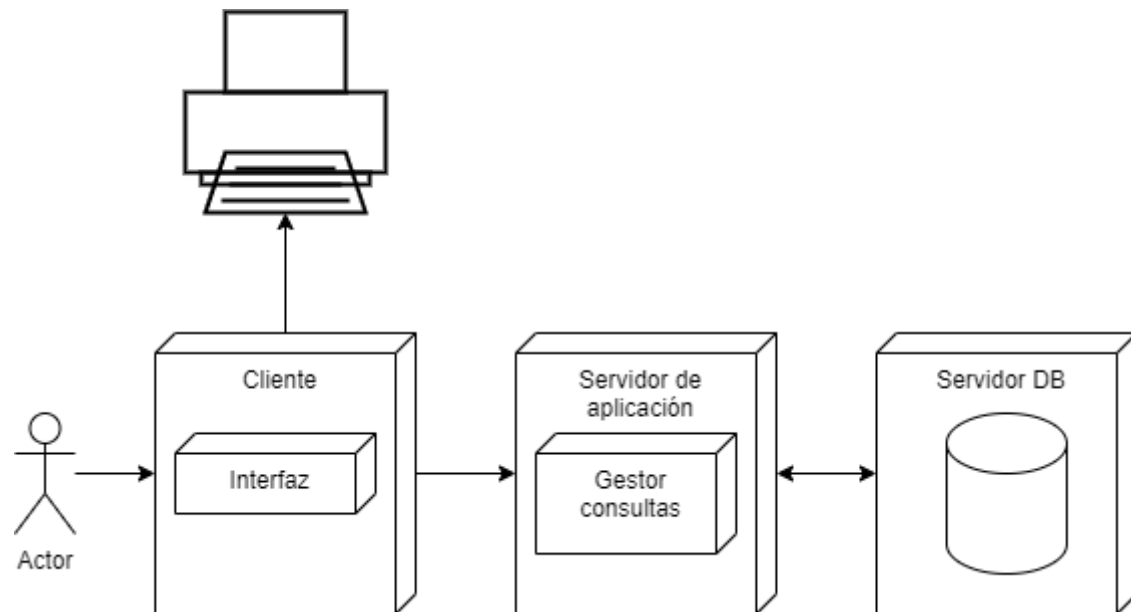 Cliente
Servidor de
aplicación
Servidor DB
Interfaz
Gestor
consultas
Actor